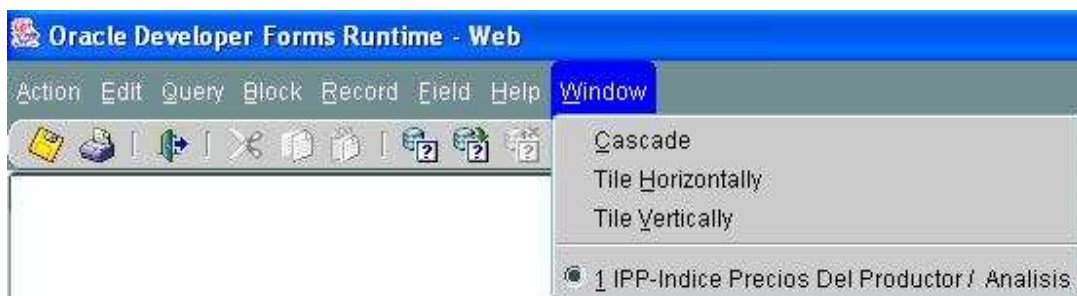 Oracle Developer Forms Runtime - Web
Action Edit Query Block Record Field Help Window
Cascade
Tile Horizontally
Tile Vertically
1 IPP-Indice Precios Del Productor / Analisis